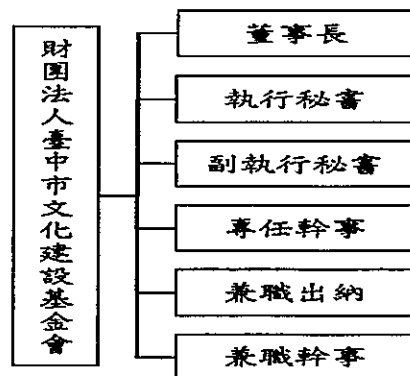 財團法人臺中市文化建設基金會
董事長
執行秘書
副執行秘書
專任幹事
兼職出納
兼職幹事